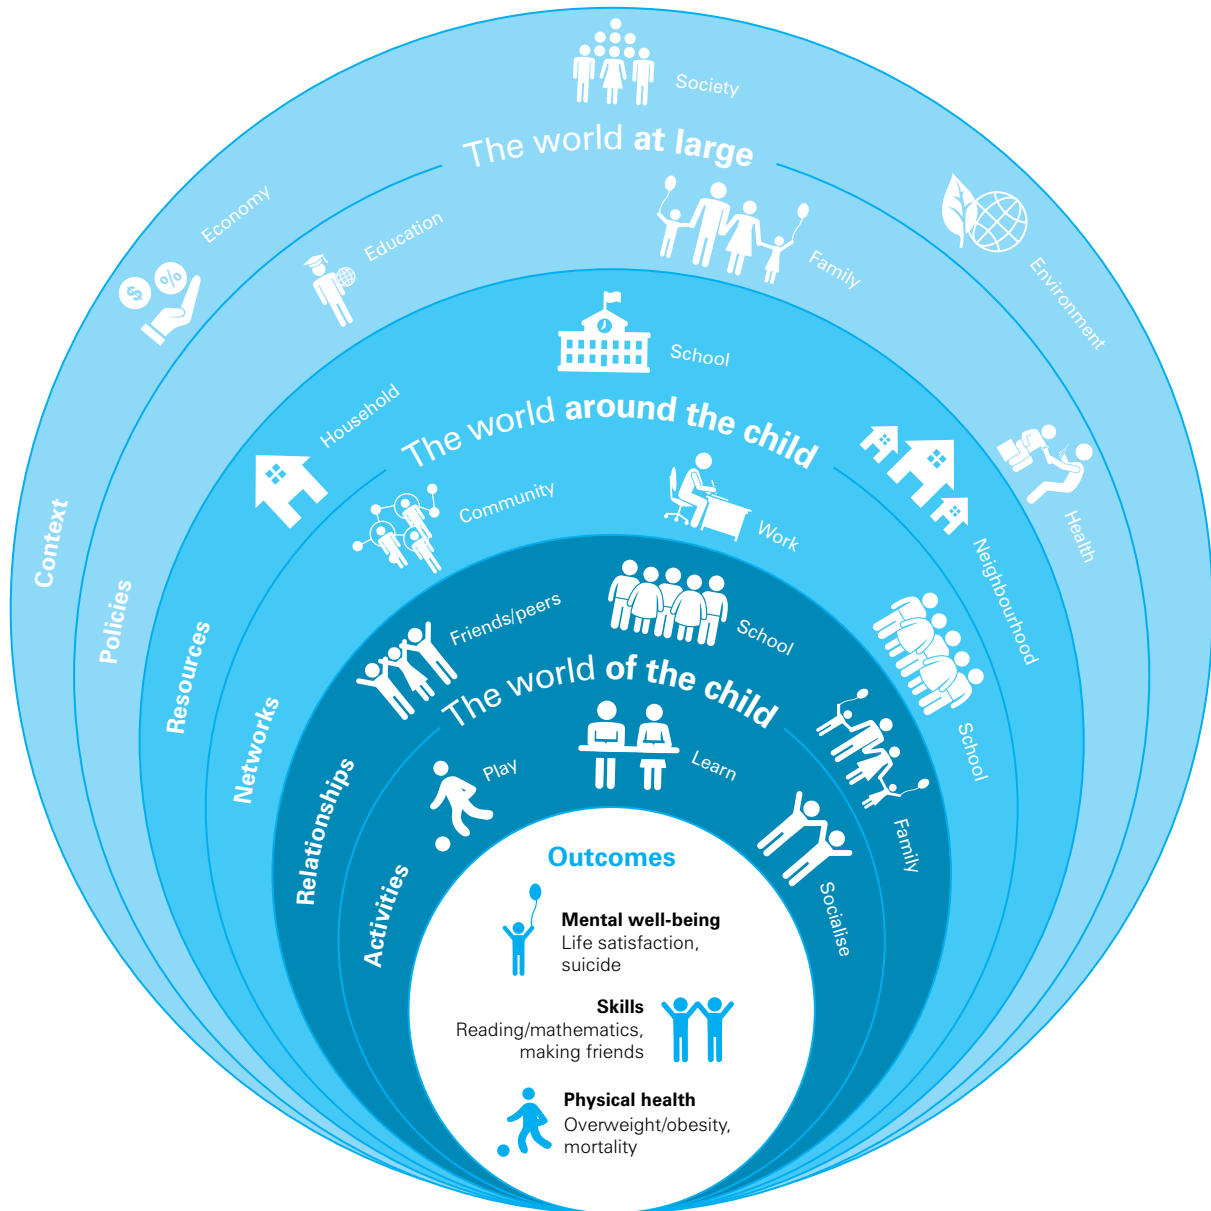 Society
The world at large
Economy
Education
Family
Environment
Context
Policies
Health
School
Household
The world around the child
Community
Work
Neighbourhood
Resources
Networks
School
Friends/peers
School
The world of the child
Family
Relationships
Play
Learn
Socialise
Activities
Outcomes
Mental well-being
Life satisfaction,
suicide
Skills
Reading/mathematics,
making friends
Physical health
Overweight/obesity,
mortality
$
%